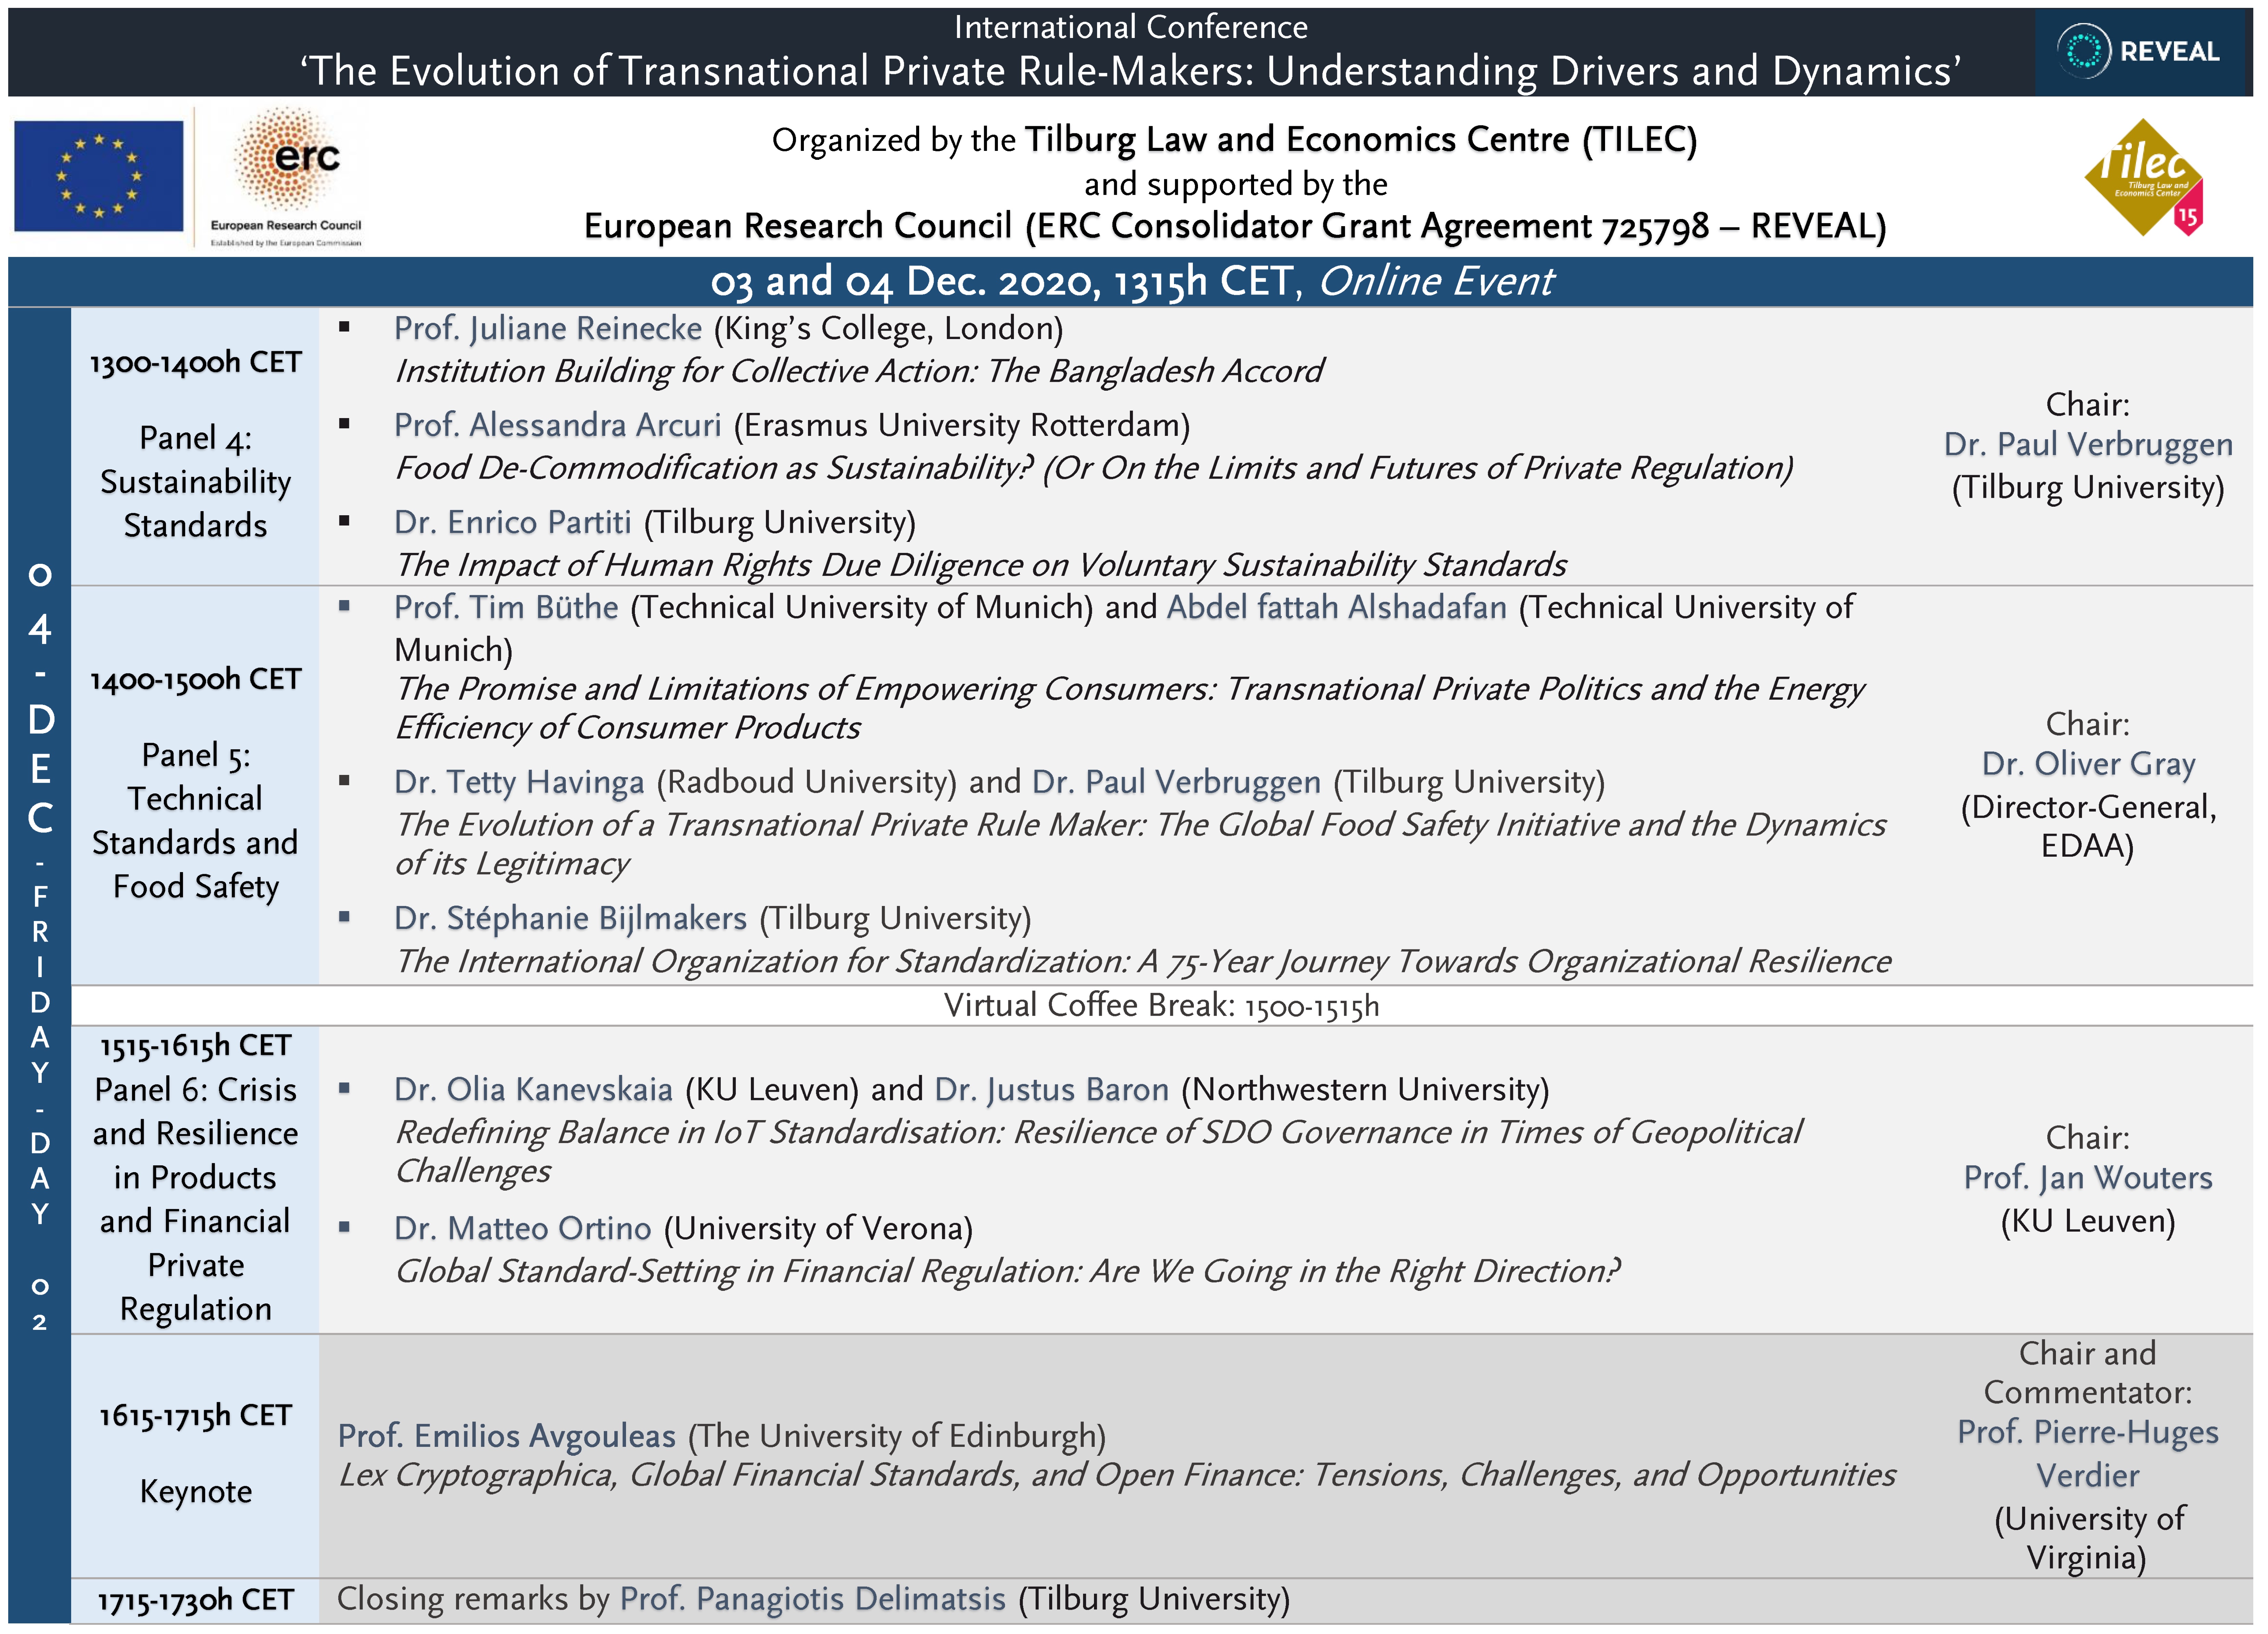 International Conference
‘The Evolution of Transnational Private Rule-Makers: Understanding Drivers and Dynamics’
REVEAL
erc
European Research Council
Established by the European Commission
Organized by the Tilburg Law and Economics Centre (TILEC)
and supported by the
European Research Council (ERC Consolidator Grant Agreement 725798 – REVEAL)
Tilec
Tilburg Law and
Economics Center
15
03 and 04 Dec. 2020, 1315h CET, Online Event
04-DEC-FRIDAY-DAY 02
1300-1400h CET
Panel 4:
Sustainability
Standards
▪ Prof. Juliane Reinecke (King’s College, London)
Institution Building for Collective Action: The Bangladesh Accord
▪ Prof. Alessandra Arcuri (Erasmus University Rotterdam)
Food De-Commodification as Sustainability? (Or On the Limits and Futures of Private Regulation)
▪ Dr. Enrico Partiti (Tilburg University)
The Impact of Human Rights Due Diligence on Voluntary Sustainability Standards
Chair:
Dr. Paul Verbruggen
(Tilburg University)
1400-1500h CET
Panel 5:
Technical
Standards and
Food Safety
▪ Prof. Tim Büthe (Technical University of Munich) and Abdel fattah Alshadafan (Technical University of
Munich)
The Promise and Limitations of Empowering Consumers: Transnational Private Politics and the Energy
Efficiency of Consumer Products
▪ Dr. Tetty Havinga (Radboud University) and Dr. Paul Verbruggen (Tilburg University)
The Evolution of a Transnational Private Rule Maker: The Global Food Safety Initiative and the Dynamics
of its Legitimacy
▪ Dr. Stéphanie Bijlmakers (Tilburg University)
The International Organization for Standardization: A 75-Year Journey Towards Organizational Resilience
Chair:
Dr. Oliver Gray
(Director-General,
EDAA)
Virtual Coffee Break: 1500-1515h
1515-1615h CET
Panel 6: Crisis
and Resilience
in Products
and Financial
Private
Regulation
▪ Dr. Olia Kanevskaia (KU Leuven) and Dr. Justus Baron (Northwestern University)
Redefining Balance in IoT Standardisation: Resilience of SDO Governance in Times of Geopolitical
Challenges
▪ Dr. Matteo Ortino (University of Verona)
Global Standard-Setting in Financial Regulation: Are We Going in the Right Direction?
Chair:
Prof. Jan Wouters
(KU Leuven)
1615-1715h CET
Keynote
Prof. Emilios Avgouleas (The University of Edinburgh)
Lex Cryptographica, Global Financial Standards, and Open Finance: Tensions, Challenges, and Opportunities
Chair and
Commentator:
Prof. Pierre-Huges
Verdier
(University of
Virginia)
1715-1730h CET
Closing remarks by Prof. Panagiotis Delimatsis (Tilburg University)